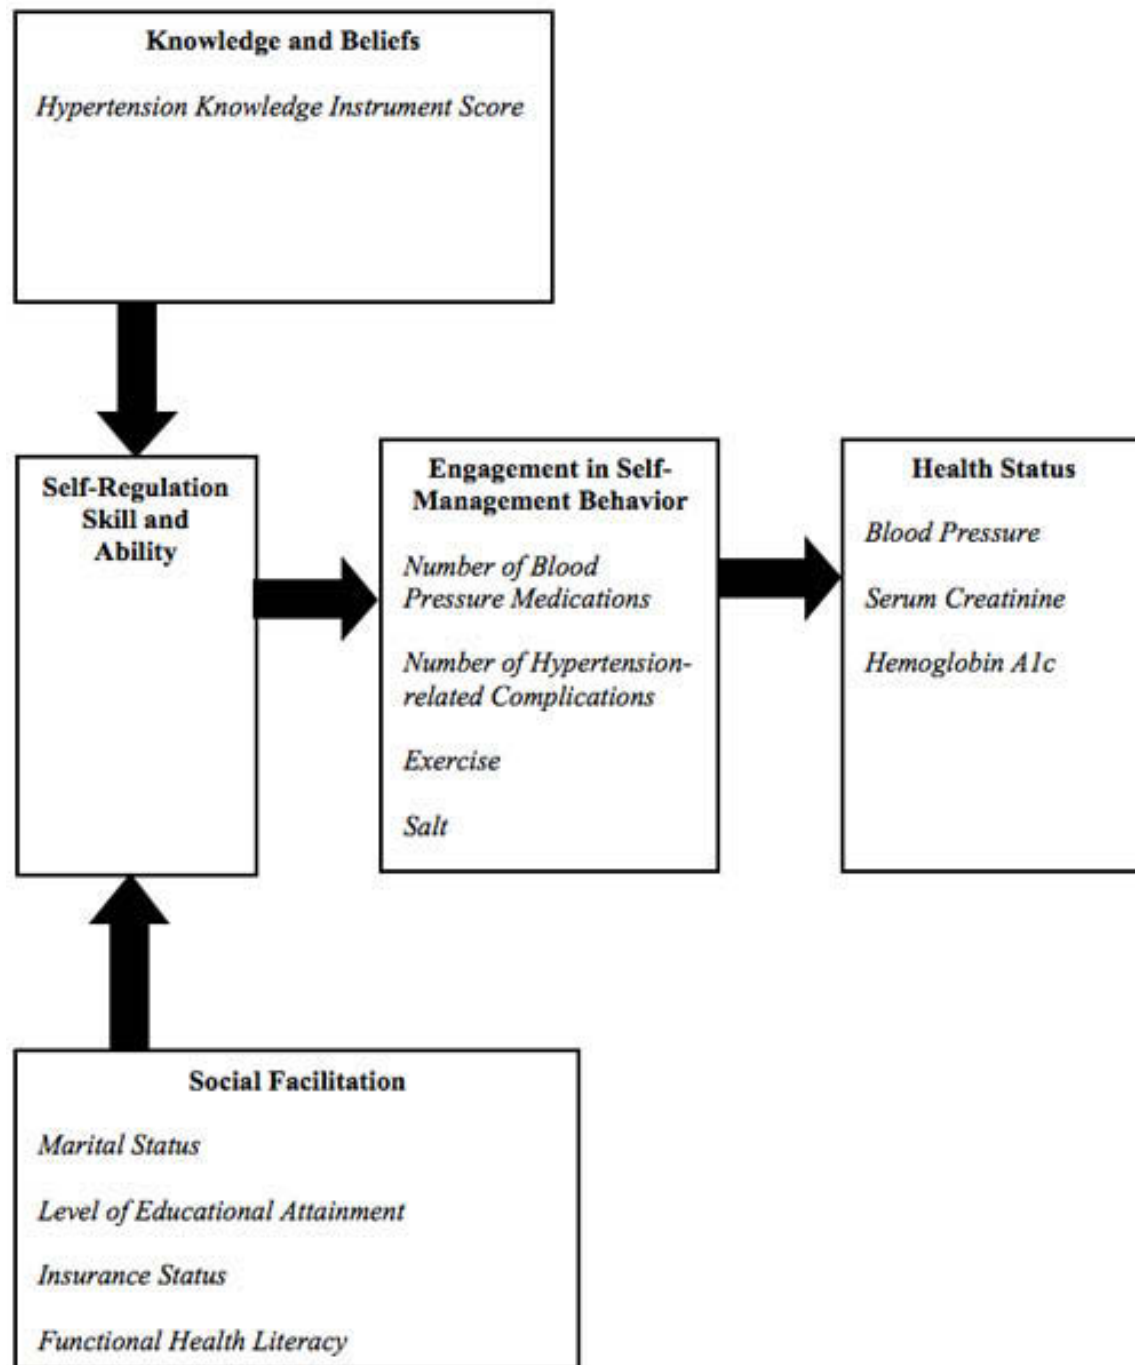 Knowledge and Beliefs
Hypertension Knowledge Instrument Score
Self-Regulation
Skill and
Ability
Engagement in Self-
Management Behavior
Number of Blood
Pressure Medications
Number of Hypertension-
related Complications
Exercise
Salt
Health Status
Blood Pressure
Serum Creatinine
Hemoglobin A1c
Social Facilitation
Marital Status
Level of Educational Attainment
Insurance Status
Functional Health Literacy